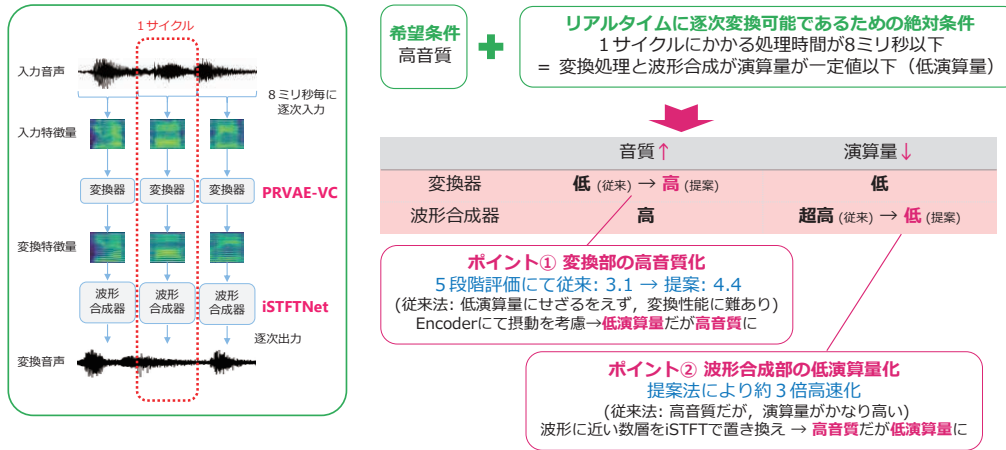 1サイクル
入力音声
8ミリ秒毎に
逐次入力
入力特徴量
変換器
変換器
変換器
PRVAE-VC
変換特徴量
波形
合成器
波形
合成器
波形
合成器
iSTFTNet
逐次出力
変換音声
希望条件
高音質
リアルタイムに逐次変換可能であるための絶対条件
1サイクルにかかる処理時間が8ミリ秒以下
= 変換処理と波形合成が演算量が一定値以下（低演算量）
音質↑ 演算量↓
変換器 低 (従来) → 高 (提案) 低
波形合成器 高 超高 (従来) → 低 (提案)
ポイント① 変換部の高音質化
5段階評価にて従来: 3.1 → 提案: 4.4
(従来法: 低演算量にせざるをえず，変換性能に難あり)
Encoderにて摂動を考慮→低演算量だが高音質に
ポイント② 波形合成部の低演算量化
提案法により約3倍高速化
(従来法: 高音質だが，演算量がかなり高い)
波形に近い数層をiSTFTで置き換え → 高音質だが低演算量に